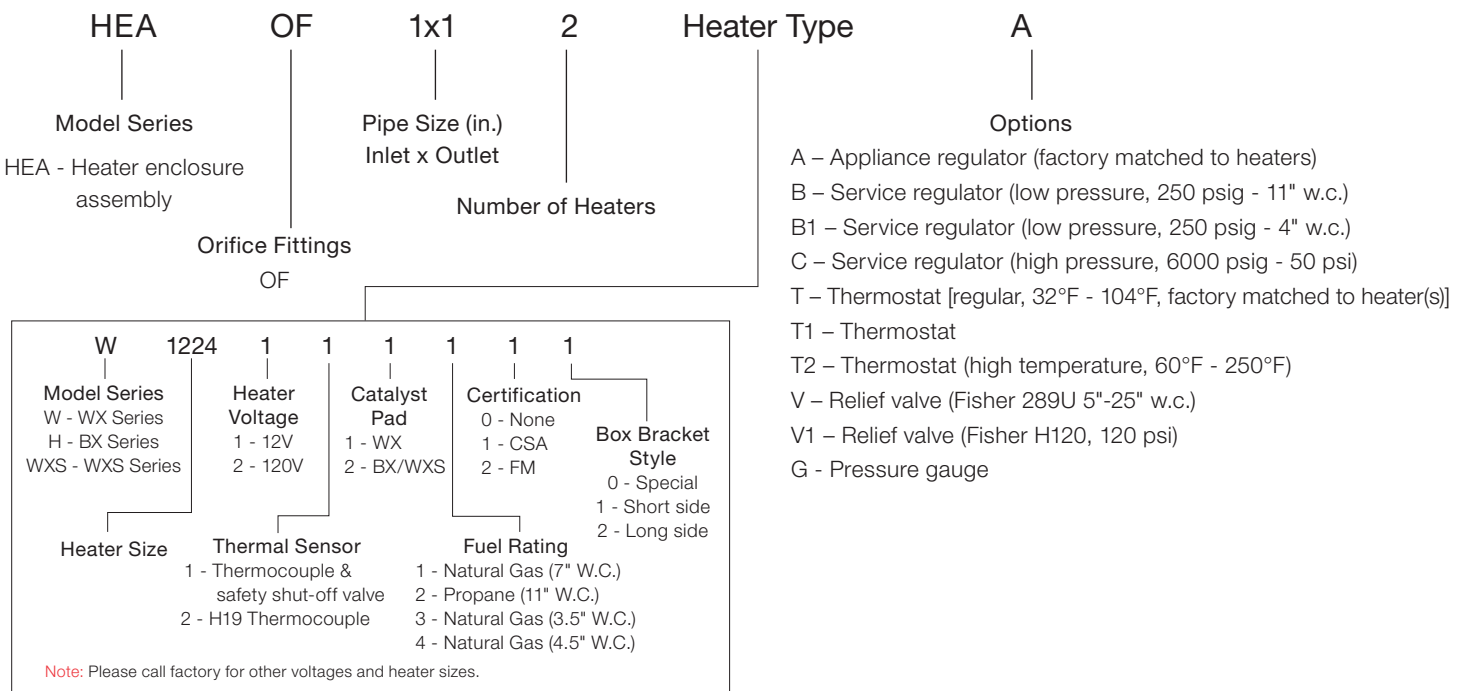 HEA OF 1x1 2 Heater Type A
Model Series
HEA - Heater enclosure
assembly
Orifice Fittings
OF
Pipe Size (in.)
Inlet x Outlet
Number of Heaters
Options
A – Appliance regulator (factory matched to heaters)
B – Service regulator (low pressure, 250 psig - 11" w.c.)
B1 – Service regulator (low pressure, 250 psig - 4" w.c.)
C – Service regulator (high pressure, 6000 psig - 50 psi)
T – Thermostat [regular, 32°F - 104°F, factory matched to heater(s)]
T1 – Thermostat
T2 – Thermostat (high temperature, 60°F - 250°F)
V – Relief valve (Fisher 289U 5"-25" w.c.)
V1 – Relief valve (Fisher H120, 120 psi)
G - Pressure gauge
W 1224 1 1 1 1 1 1
Model Series
W - WX Series
H - BX Series
WXS - WXS Series
Heater
Voltage
1 - 12V
2 - 120V
Catalyst
Pad
1 - WX
2 - BX/WXS
Certification
0 - None
1 - CSA
2 - FM
Box Bracket
Style
0 - Special
1 - Short side
2 - Long side
Heater Size
Thermal Sensor
1 - Thermocouple &
safety shut-off valve
2 - H19 Thermocouple
Fuel Rating
1 - Natural Gas (7" W.C.)
2 - Propane (11" W.C.)
3 - Natural Gas (3.5" W.C.)
4 - Natural Gas (4.5" W.C.)
Note: Please call factory for other voltages and heater sizes.